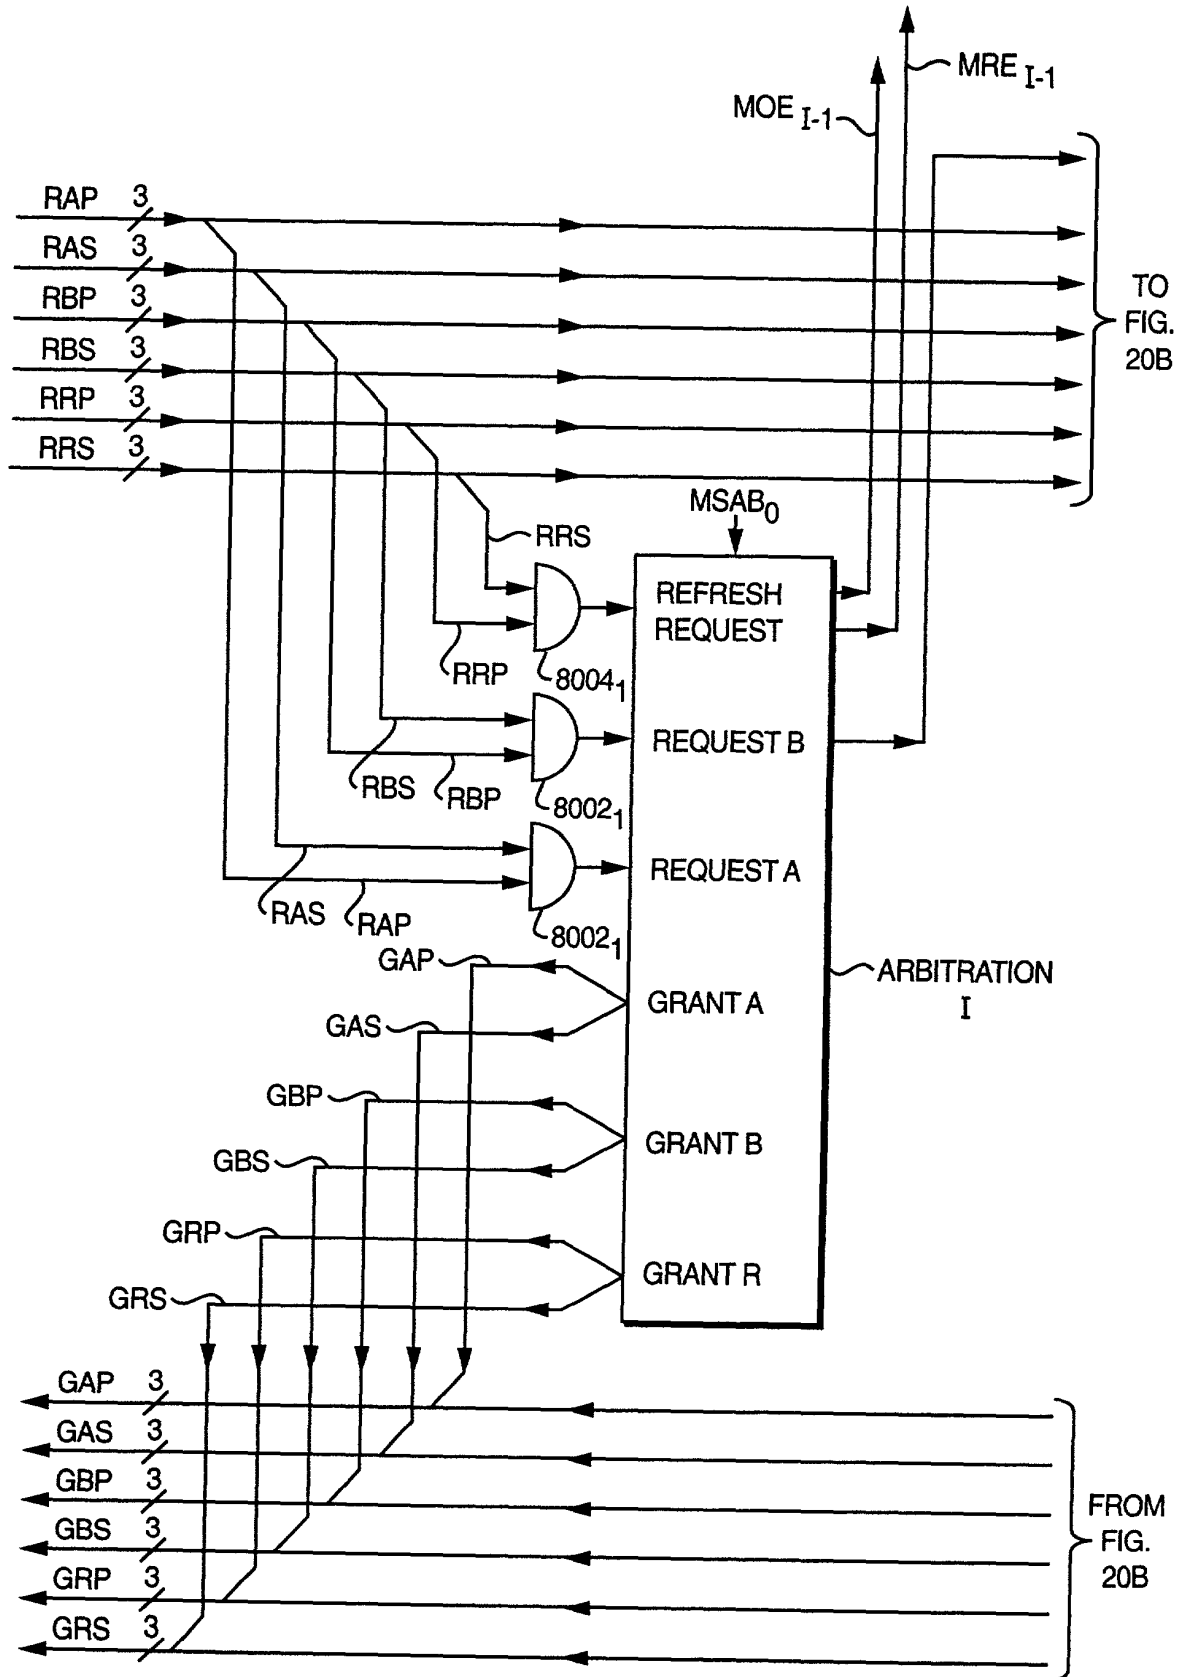 MRE I-1
MOE I-1
RAP 3
RAS 3
RBP 3
RBS 3
RRP 3
RRS 3
TO
FIG.
20B
MSAB0
RRS
REFRESH
REQUEST
RRP
80041
REQUEST B
RBS
RBP
80021
REQUEST A
RAS
RAP
80021
GAP
ARBITRATION
I
GRANT A
GAS
GBP
GRANT B
GBS
GRP
GRANT R
GRS
GAP 3
GAS 3
GBP 3
GBS 3
GRP 3
GRS 3
FROM
FIG.
20B